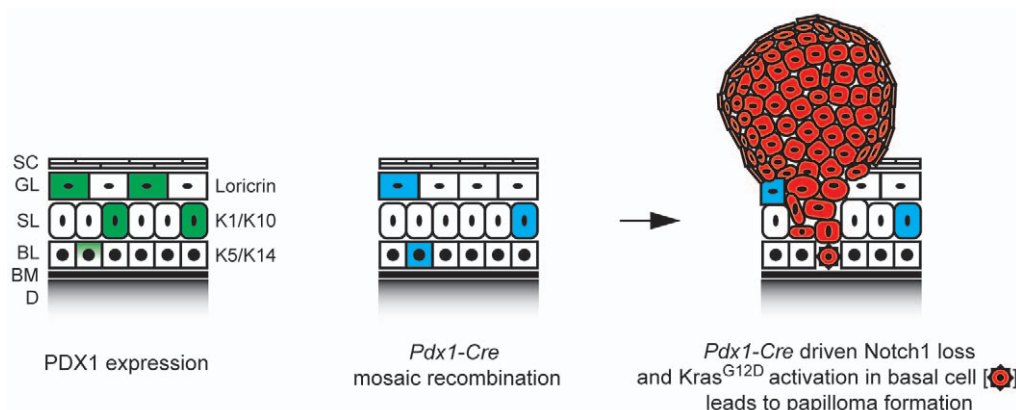 SC
GL
Loricrin
SL
K1/K10
BL
K5/K14
BM
D
PDX1 expression
Pdx1-Cre
mosaic recombination
Pdx1-Cre driven Notch1 loss
and Kras^G12D activation in basal cell [ ]
leads to papilloma formation